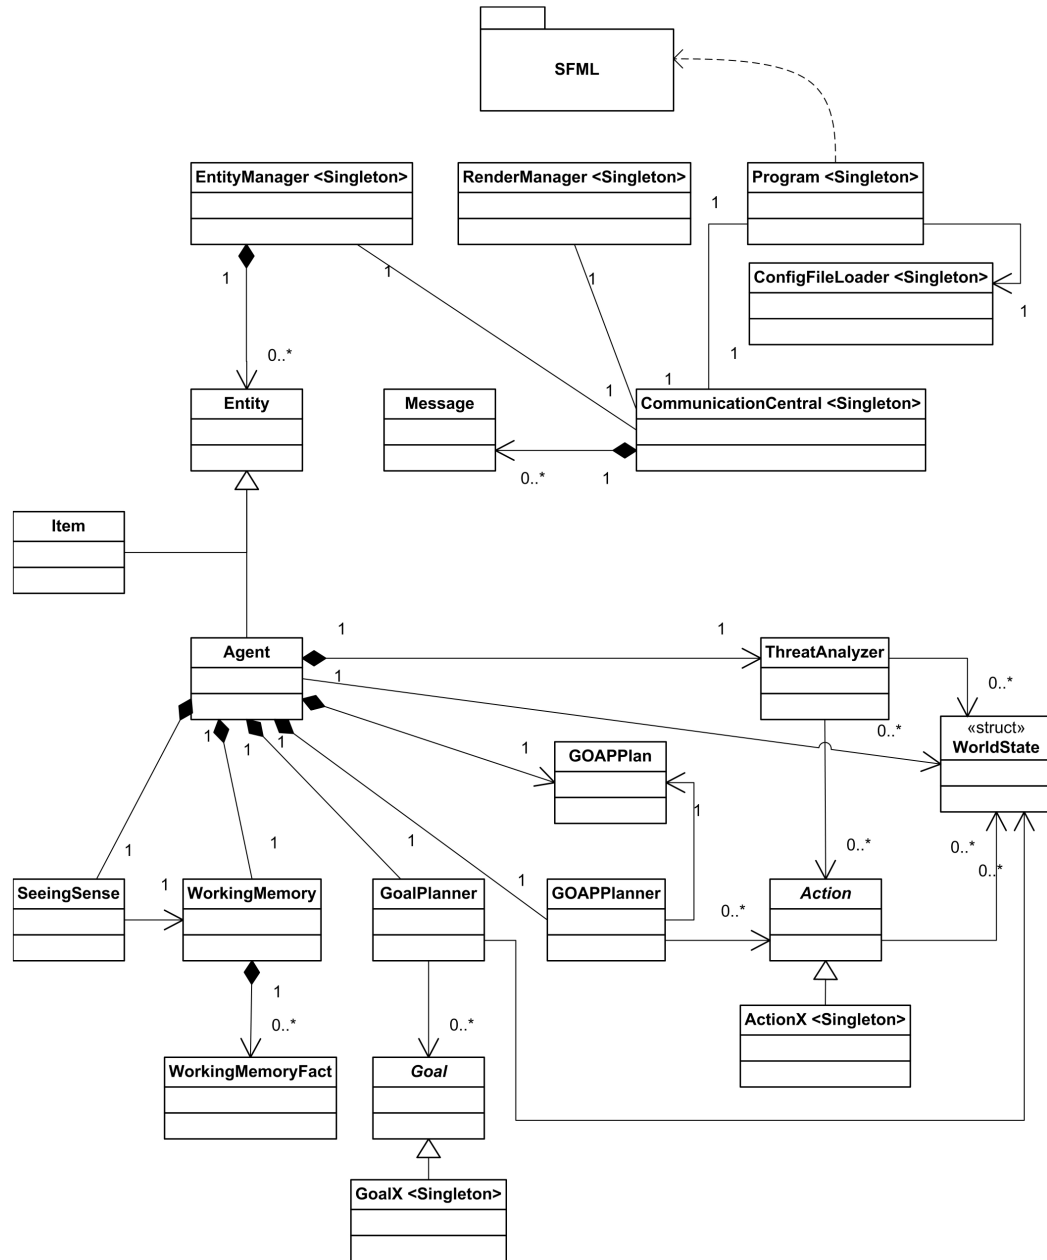 SFML
EntityManager <Singleton>
RenderManager <Singleton>
Program <Singleton>
1
1
1
1
ConfigFileLoader <Singleton>
1
0..*
1
1
1
Entity
Message
CommunicationCentral <Singleton>
0..*
1
Item
1
1
Agent
ThreatAnalyzer
1
0..*
0..*
«struct»
WorldState
1
1
1
1
GOAPPlan
1
1
1
1
0..*
0..*
0..*
1
1
SeeingSense
WorkingMemory
GoalPlanner
GOAPPlanner
Action
0..*
1
0..*
0..*
ActionX <Singleton>
WorkingMemoryFact
Goal
GoalX <Singleton>